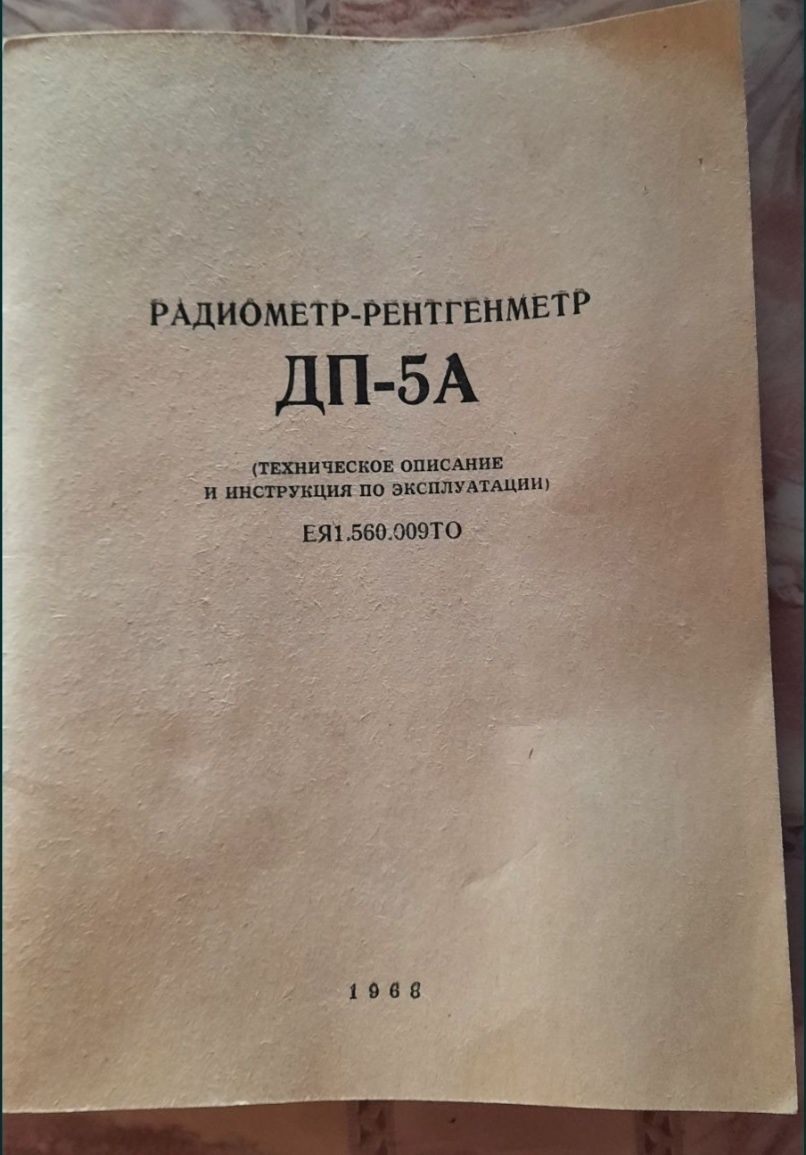 РАДИОМЕТР-РЕНТГЕНМЕТР
ДП-5А
(ТЕХНИЧЕСКОЕ ОПИСАНИЕ
И ИНСТРУКЦИЯ ПО ЭКСПЛУАТАЦИИ)
ЕЯ1.560.009ТО
1968